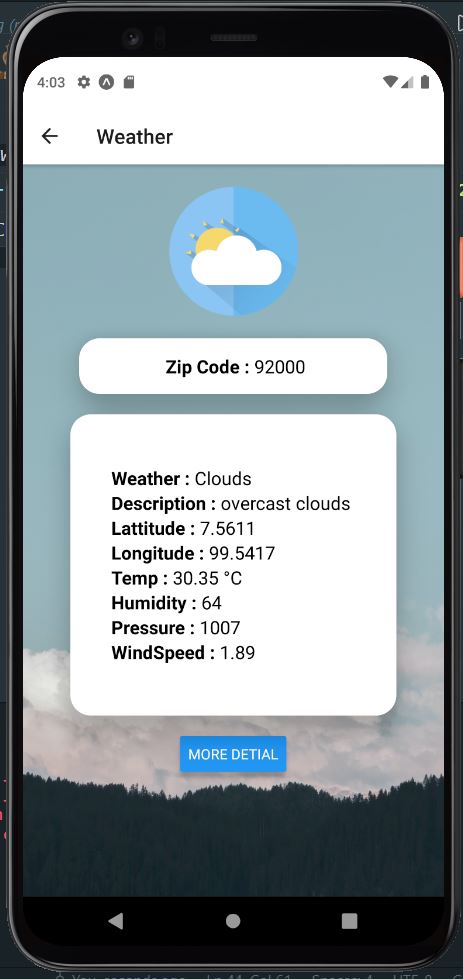 4:03
Weather
Zip Code : 92000
Weather : Clouds
Description : overcast clouds
Lattitude : 7.5611
Longitude : 99.5417
Temp : 30.35 °C
Humidity : 64
Pressure : 1007
WindSpeed : 1.89
MORE DETIAL